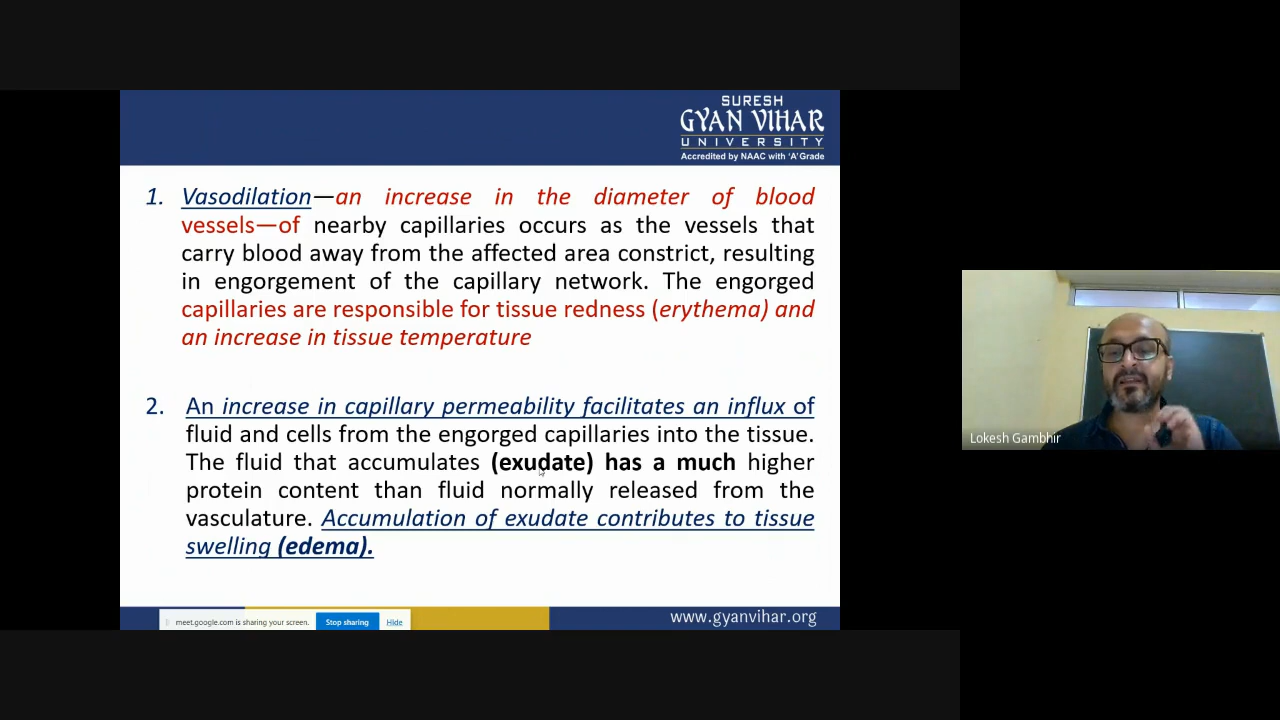 SURESH
GYAN VIHAR
UNIVERSITY
Accredited by NAAC with 'A' Grade
1. Vasodilation—an increase in the diameter of blood
vessels—of nearby capillaries occurs as the vessels that
carry blood away from the affected area constrict, resulting
in engorgement of the capillary network. The engorged
capillaries are responsible for tissue redness (erythema) and
an increase in tissue temperature
2. An increase in capillary permeability facilitates an influx of
fluid and cells from the engorged capillaries into the tissue.
The fluid that accumulates (exudate) has a much higher
protein content than fluid normally released from the
vasculature. Accumulation of exudate contributes to tissue
swelling (edema).
meet.google.com is sharing your screen. Stop sharing Hide
www.gyanvihar.org
Lokesh Gambhir